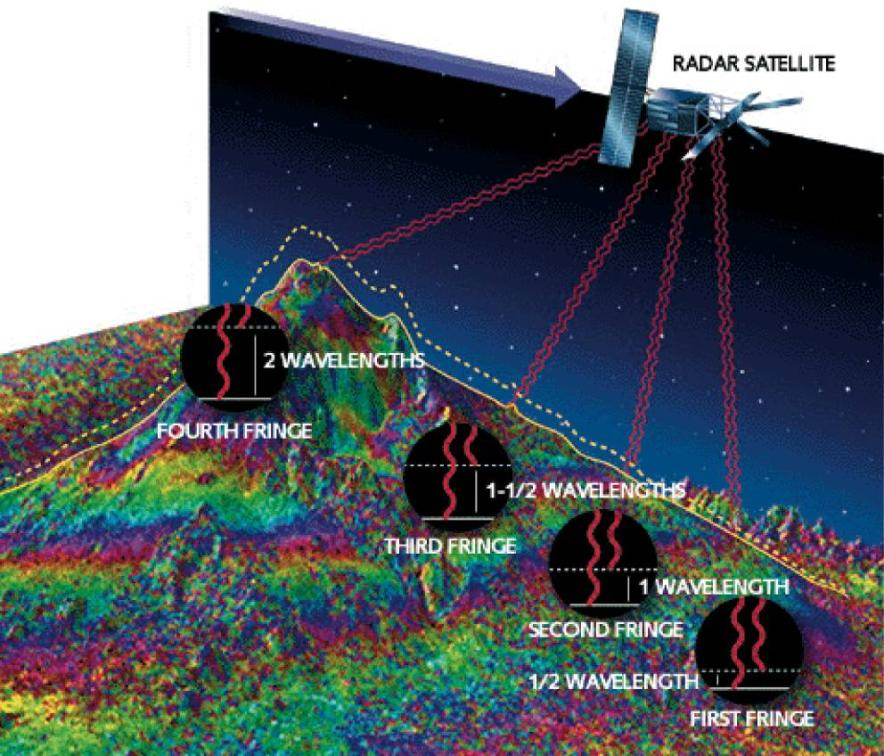 RADAR SATELLITE
2 WAVELENGTHS
FOURTH FRINGE
1-1/2 WAVELENGTHS
THIRD FRINGE
1 WAVELENGTH
SECOND FRINGE
1/2 WAVELENGTH
FIRST FRINGE